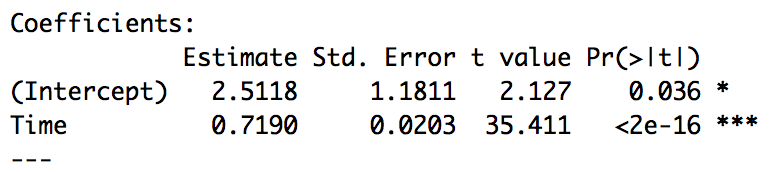 Coefficients:
            Estimate Std. Error t value Pr(>|t|)
(Intercept)   2.5118     1.1811   2.127    0.036 *
Time          0.7190     0.0203  35.411   <2e-16 ***
---